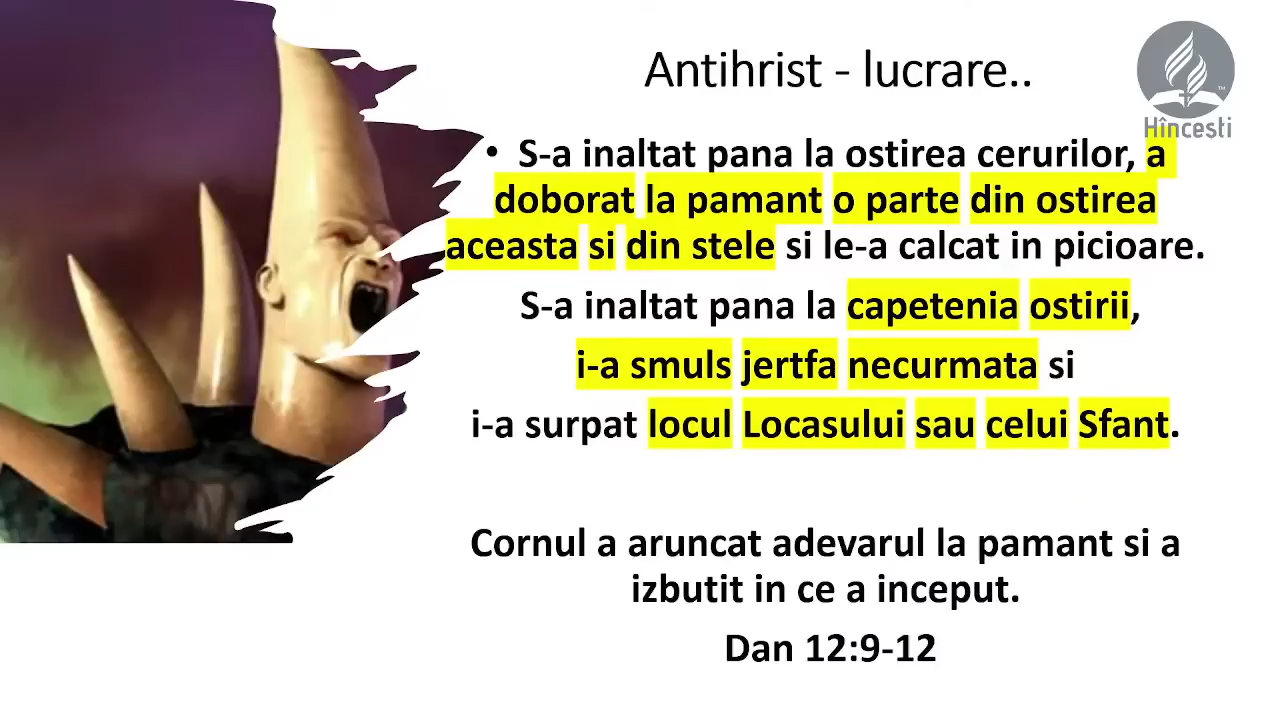 Antihrist - lucrare..
Hîncesti
• S-a inaltat pana la ostirea cerurilor, a
doborat la pamant o parte din ostirea
aceasta si din stele si le-a calcat in picioare.
S-a inaltat pana la capetenia ostirii,
i-a smuls jertfa necurmata si
i-a surpat locul Locasului sau celui Sfant.
Cornul a aruncat adevarul la pamant si a
izbutit in ce a inceput.
Dan 12:9-12